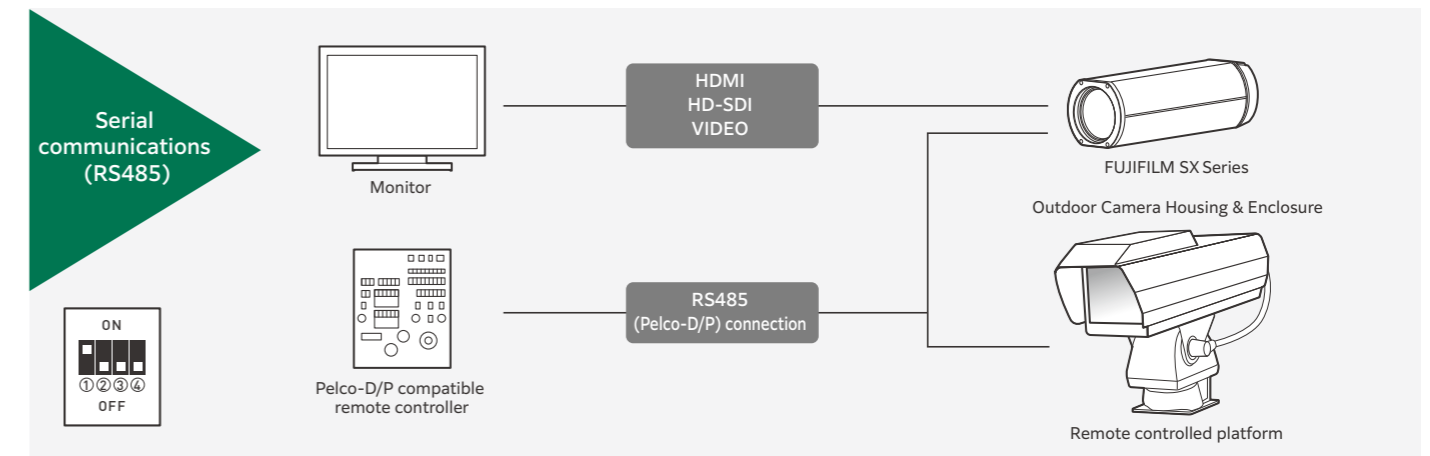 Serial
communications
(RS485)
Monitor
HDMI
HD-SDI
VIDEO
FUJIFILM SX Series
Outdoor Camera Housing & Enclosure
ON
①②③④
OFF
Pelco-D/P compatible
remote controller
RS485
(Pelco-D/P) connection
Remote controlled platform